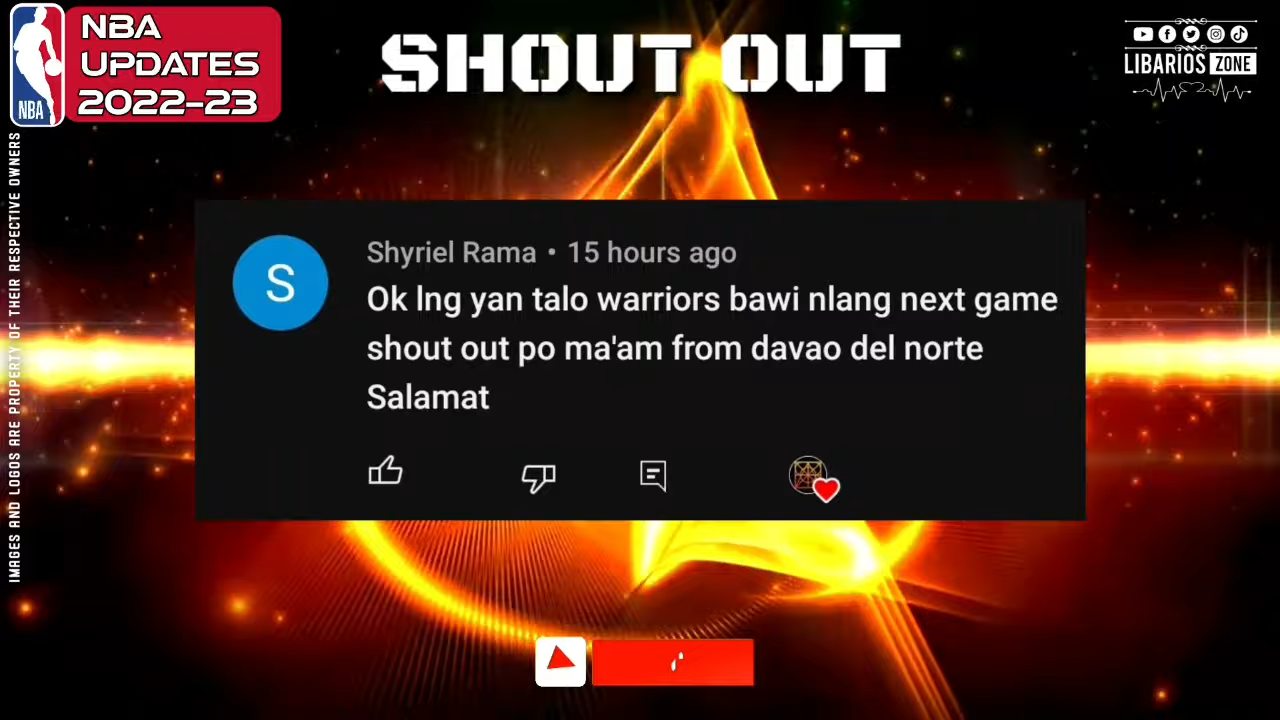 NBA
UPDATES
2022-23
NBA
SHOUT OUT
LIBARIOS ZONE
IMAGES AND LOGOS ARE PROPERTY OF THEIR RESPECTIVE OWNERS
S
Shyriel Rama • 15 hours ago
Ok lng yan talo warriors bawi nlang next game
shout out po ma'am from davao del norte
Salamat